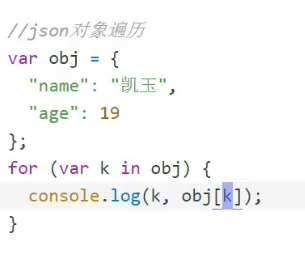 //json对象遍历
var obj = {
  "name": "凯玉",
  "age": 19
};
for (var k in obj) {
  console.log(k, obj[k]);
}